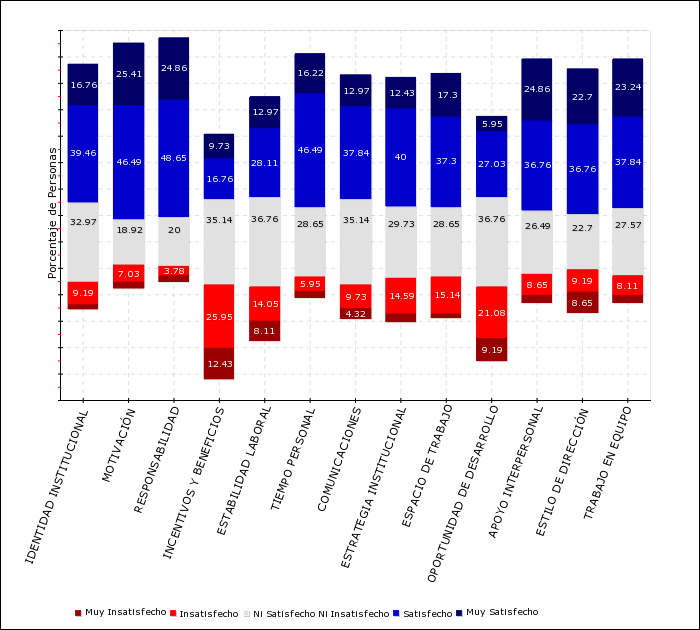 Porcentaje de Personas
16.76 25.41 24.86 9.73 12.97 16.22 12.97 12.43 17.3 5.95 24.86 22.7 23.24
39.46 46.49 48.65 16.76 28.11 46.49 37.84 40 37.3 27.03 36.76 36.76 37.84
32.97 18.92 20 35.14 36.76 28.65 35.14 29.73 28.65 36.76 26.49 22.7 27.57
9.19 7.03 3.78 25.95 14.05 5.95 9.73 14.59 15.14 21.08 8.65 9.19 8.11
12.43 8.11 4.32 9.19 8.65
IDENTIDAD INSTITUCIONAL
MOTIVACIÓN
RESPONSABILIDAD
INCENTIVOS Y BENEFICIOS
ESTABILIDAD LABORAL
TIEMPO PERSONAL
COMUNICACIONES
ESTRATEGIA INSTITUCIONAL
ESPACIO DE TRABAJO
OPORTUNIDAD DE DESARROLLO
APOYO INTERPERSONAL
ESTILO DE DIRECCIÓN
TRABAJO EN EQUIPO
Muy Insatisfecho Insatisfecho Ni Satisfecho Ni Insatisfecho Satisfecho Muy Satisfecho